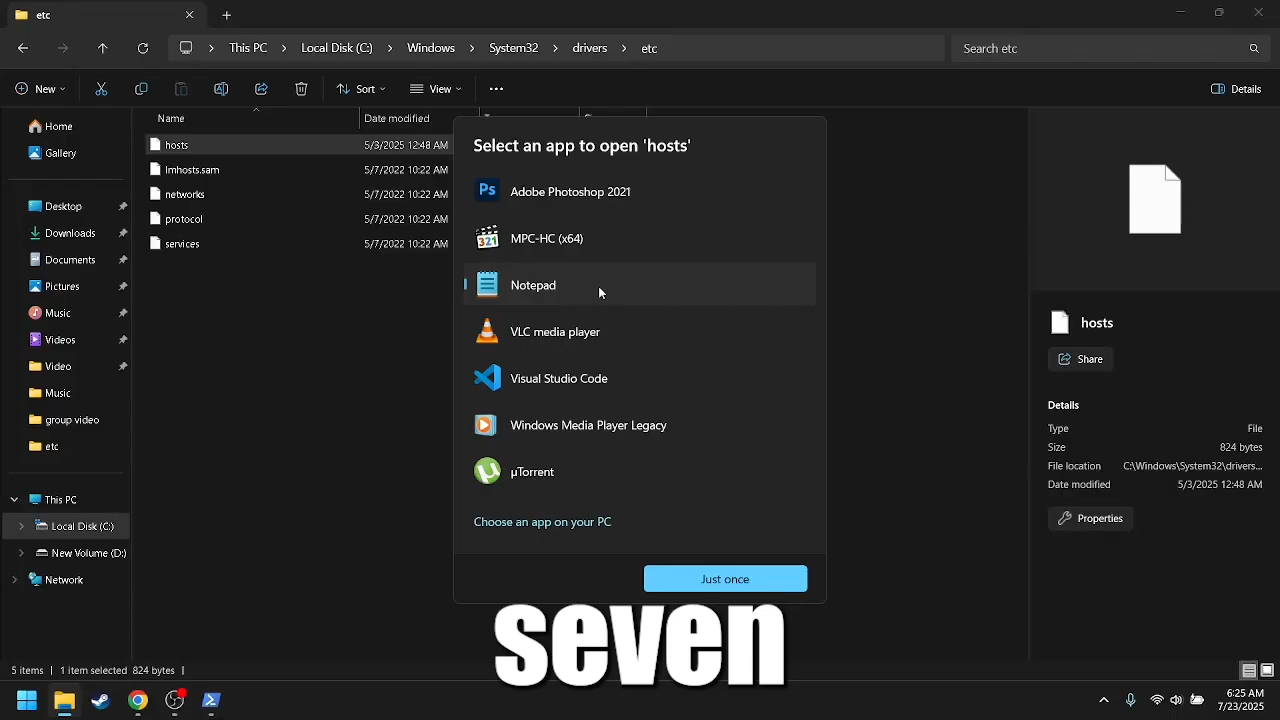 etc
This PC
Local Disk (C:)
Windows
System32
drivers
etc
Search etc
New
Sort
View
Details
Home
Gallery
Desktop
Downloads
Documents
Pictures
Music
Videos
Video
Music
group video
etc
This PC
Local Disk (C:)
New Volume (D:)
Network
Name
Date modified
hosts
5/3/2025 12:48 AM
lmhosts.sam
5/7/2022 10:22 AM
networks
5/7/2022 10:22 AM
protocol
5/7/2022 10:22 AM
services
5/7/2022 10:22 AM
Select an app to open 'hosts'
Ps
Adobe Photoshop 2021
321
MPC-HC (x64)
Notepad
VLC media player
Visual Studio Code
Windows Media Player Legacy
µTorrent
Choose an app on your PC
Just once
hosts
Share
Details
Type
File
Size
824 bytes
File location
C:\Windows\System32\drivers...
Date modified
5/3/2025 12:48 AM
Properties
seven
5 items
1 item selected 824 bytes
6:25 AM
7/23/2025